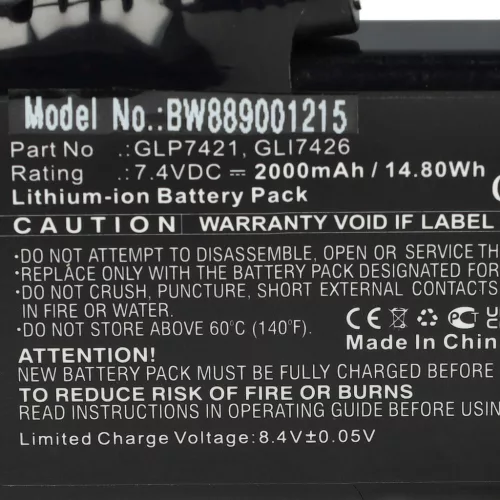 Model No.:BW889001215
Part No .:GLP7421, GLI7426
Rating .:7.4VDC ⎓ 2000mAh / 14.80Wh
Lithium-ion Battery Pack
CAUTION WARRANTY VOID IF LABEL
·DO NOT ATTEMPT TO DISASSEMBLE, OPEN OR SERVICE TH
·REPLACE ONLY WITH THE BATTERY PACK DESIGNATED FOR
·DO NOT CRUSH, PUNCTURE, SHORT EXTERNAL CONTACTS
IN FIRE OR WATER.
·DO NOT STORE ABOVE 60°C (140°F).
CE
Made In Chin
ATTENTION!
NEW BATTERY PACK MUST BE FULLY CHARGED BEFORE
TO REDUCE RISK OF FIRE OR BURNS
READ INSTRUCTIONS IN OPERATING GUIDE BEFORE USIN
Limited Charge Voltage:8.4V±0.05V